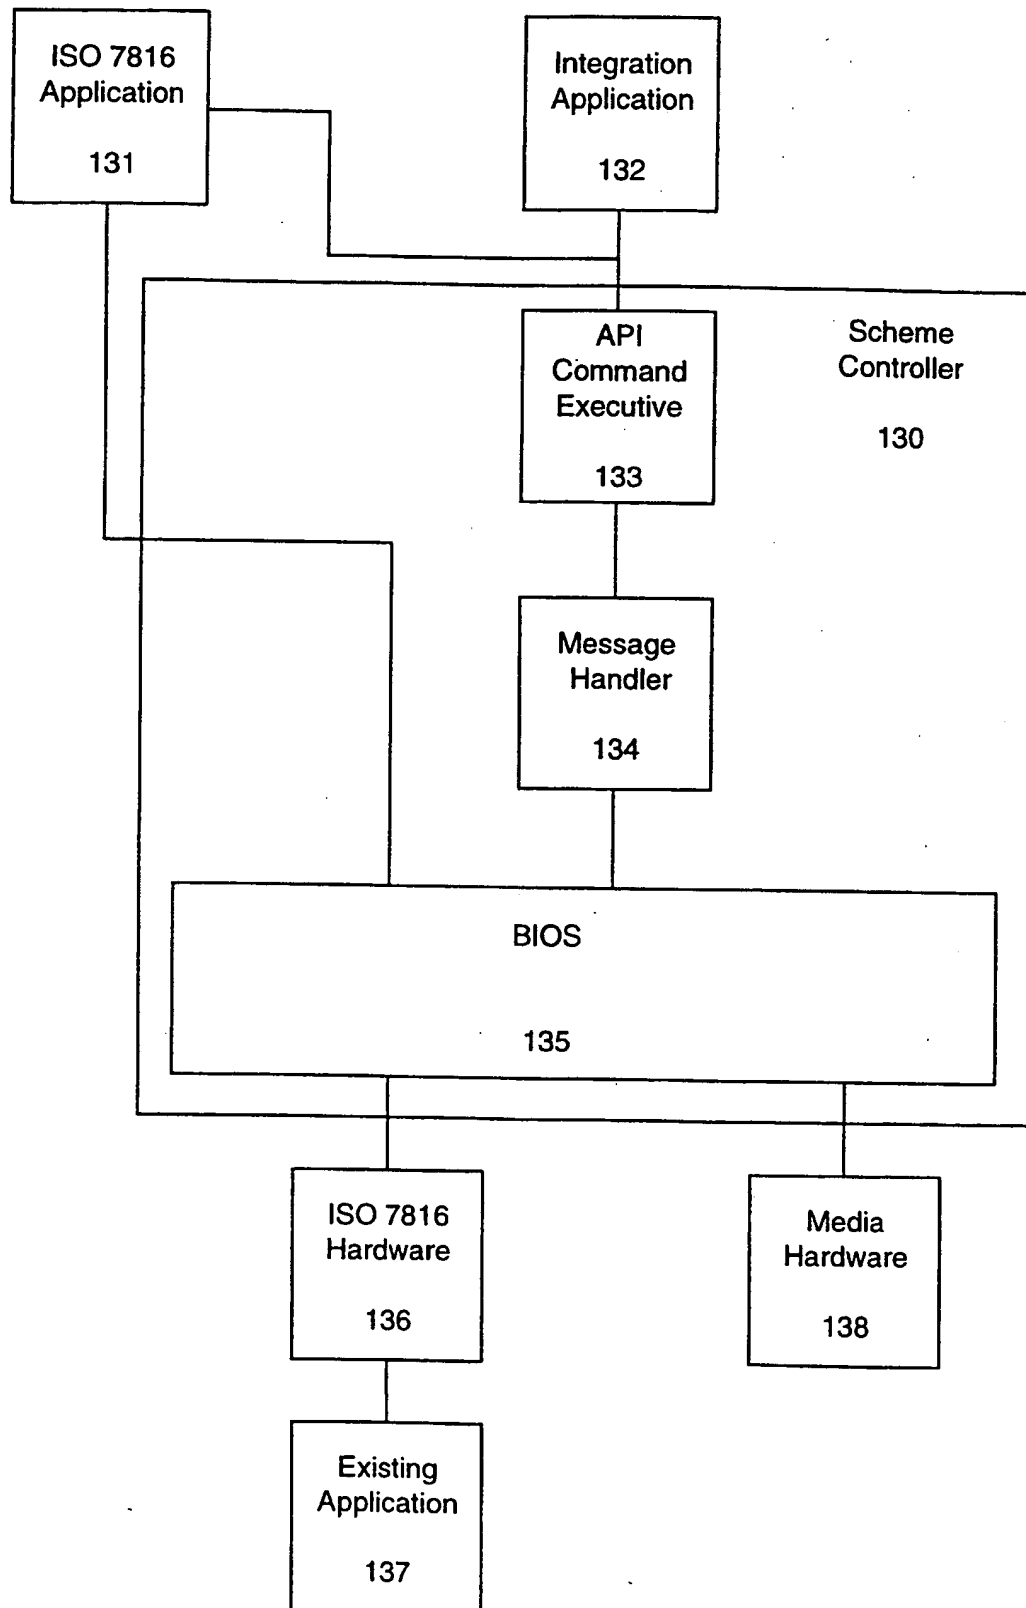 ISO 7816
Application
131
Integration
Application
132
API
Command
Executive
133
Scheme
Controller
130
Message
Handler
134
BIOS
135
ISO 7816
Hardware
136
Media
Hardware
138
Existing
Application
137